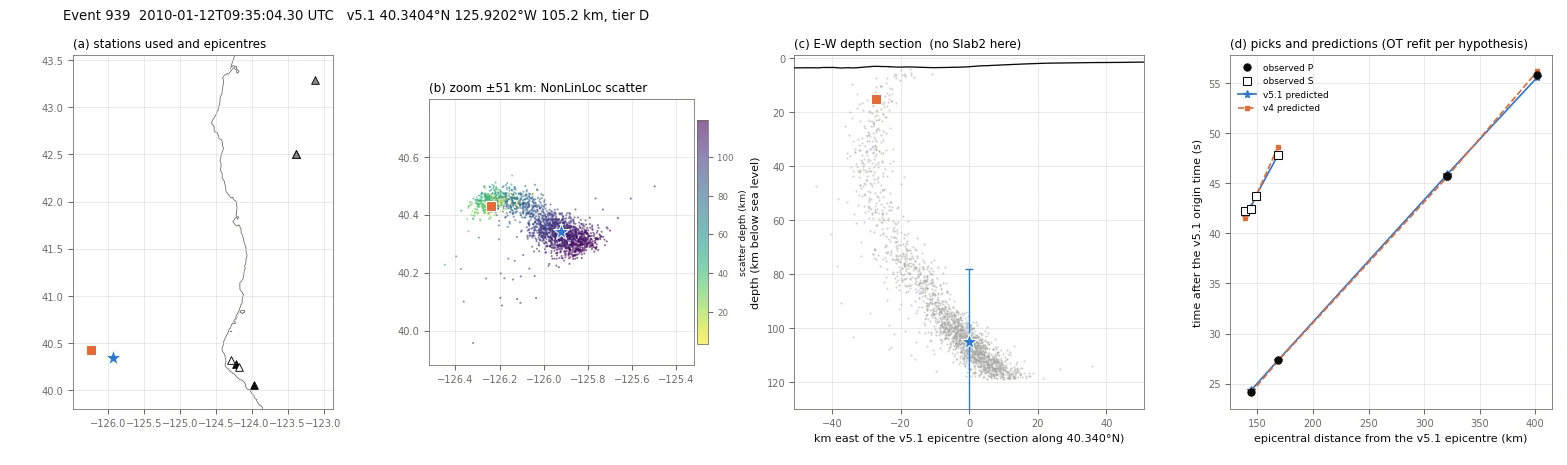 Event 939  2010-01-12T09:35:04.30 UTC   v5.1 40.3404°N 125.9202°W 105.2 km, tier D
(a) stations used and epicentres
43.5
43.0
42.5
42.0
41.5
41.0
40.5
40.0
−126.0−125.5−125.0−124.5−124.0−123.5−123.0
(b) zoom ±51 km: NonLinLoc scatter
40.6
40.4
40.2
40.0
−126.4 −126.2 −126.0 −125.8 −125.6 −125.4
100
80
60
40
20
scatter depth (km)
(c) E-W depth section  (no Slab2 here)
0
20
40
60
80
100
120
depth (km below sea level)
−40 −20 0 20 40
km east of the v5.1 epicentre (section along 40.340°N)
(d) picks and predictions (OT refit per hypothesis)
observed P
observed S
v5.1 predicted
v4 predicted
55
50
45
40
35
30
25
time after the v5.1 origin time (s)
150 200 250 300 350 400
epicentral distance from the v5.1 epicentre (km)